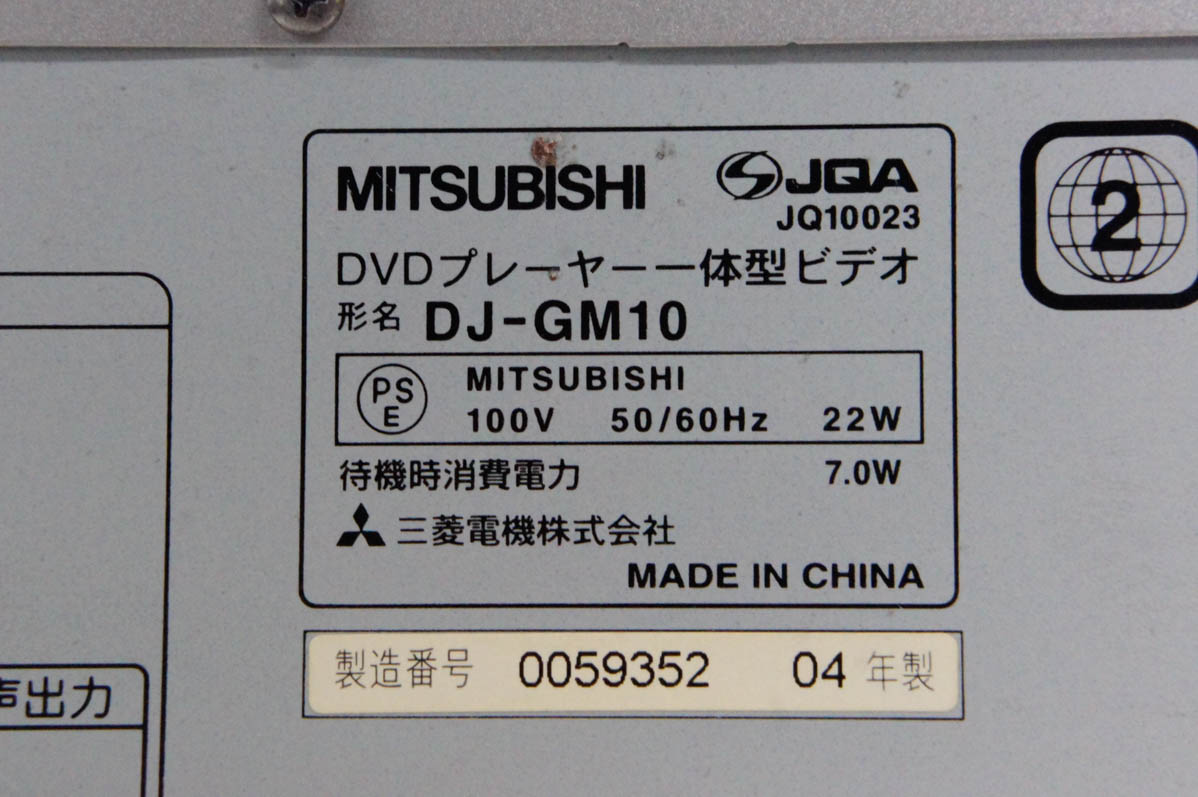 MITSUBISHI
JQA
JQ10023
DVDプレーヤー一体型ビデオ
形名 DJ-GM10
PS
E
MITSUBISHI
100V 50/60Hz 22W
待機時消費電力 7.0W
三菱電機株式会社
MADE IN CHINA
製造番号 0059352 04 年製
2
声出力